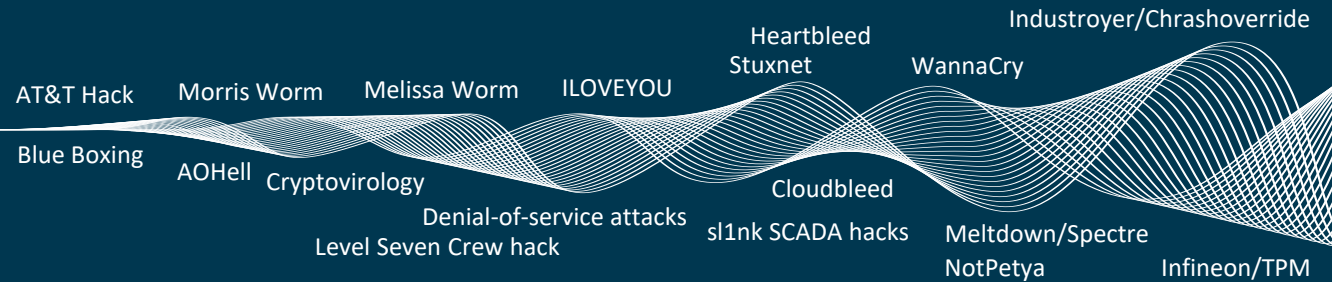 Industroyer/Chrashoverride
Heartbleed
Stuxnet
WannaCry
AT&T Hack
Morris Worm
Melissa Worm
ILOVEYOU
Blue Boxing
AOHell
Cryptovirology
Cloudbleed
Denial-of-service attacks
Level Seven Crew hack
sl1nk SCADA hacks
Meltdown/Spectre
NotPetya
Infineon/TPM